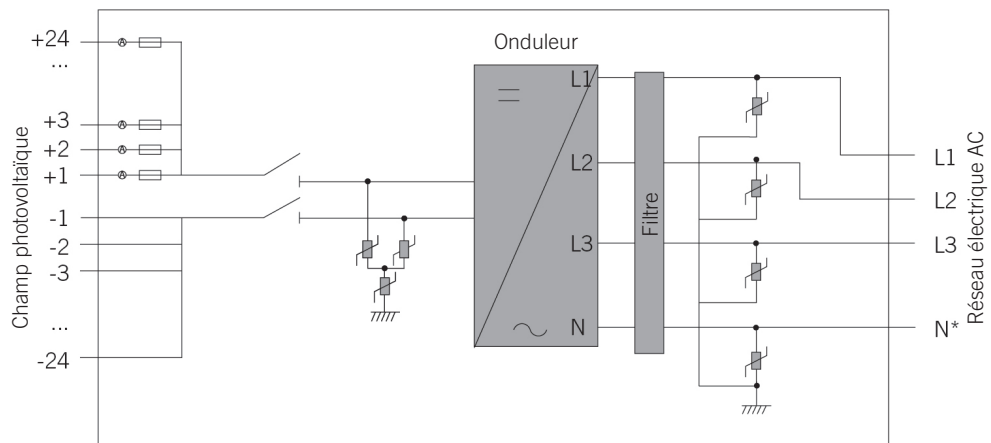 Champ photovoltaïque
+24
...
+3
+2
+1
-1
-2
-3
...
-24
A
A
A
A
Onduleur
L1
L2
L3
N
Filtre
L1
L2
L3
N*
Réseau électrique AC